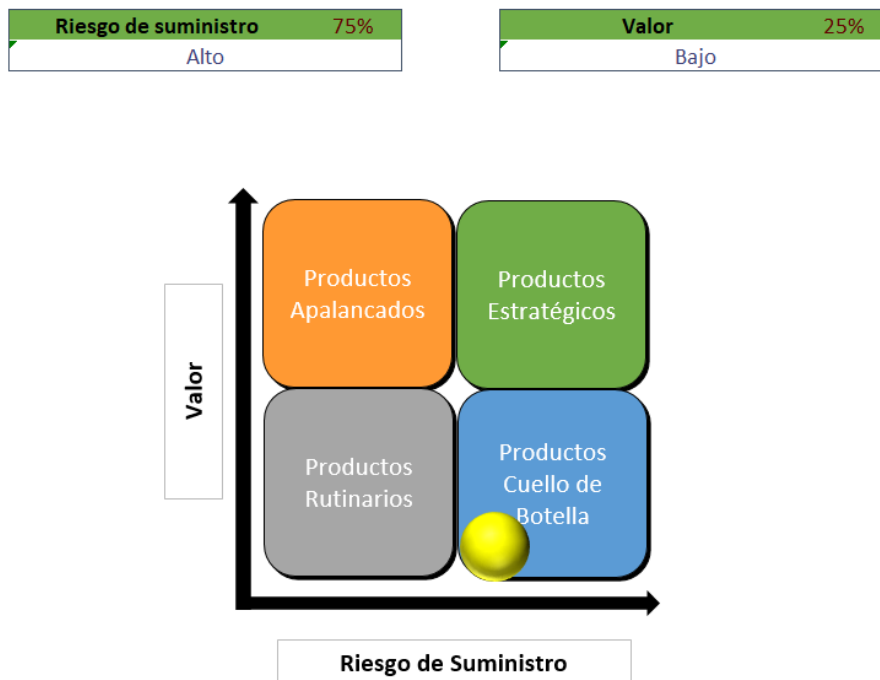 Riesgo de suministro 75%
Valor 25%
Alto
Bajo
Productos
Apalancados
Productos
Estratégicos
Valor
Productos
Rutinarios
Productos
Cuello de
Botella
Riesgo de Suministro